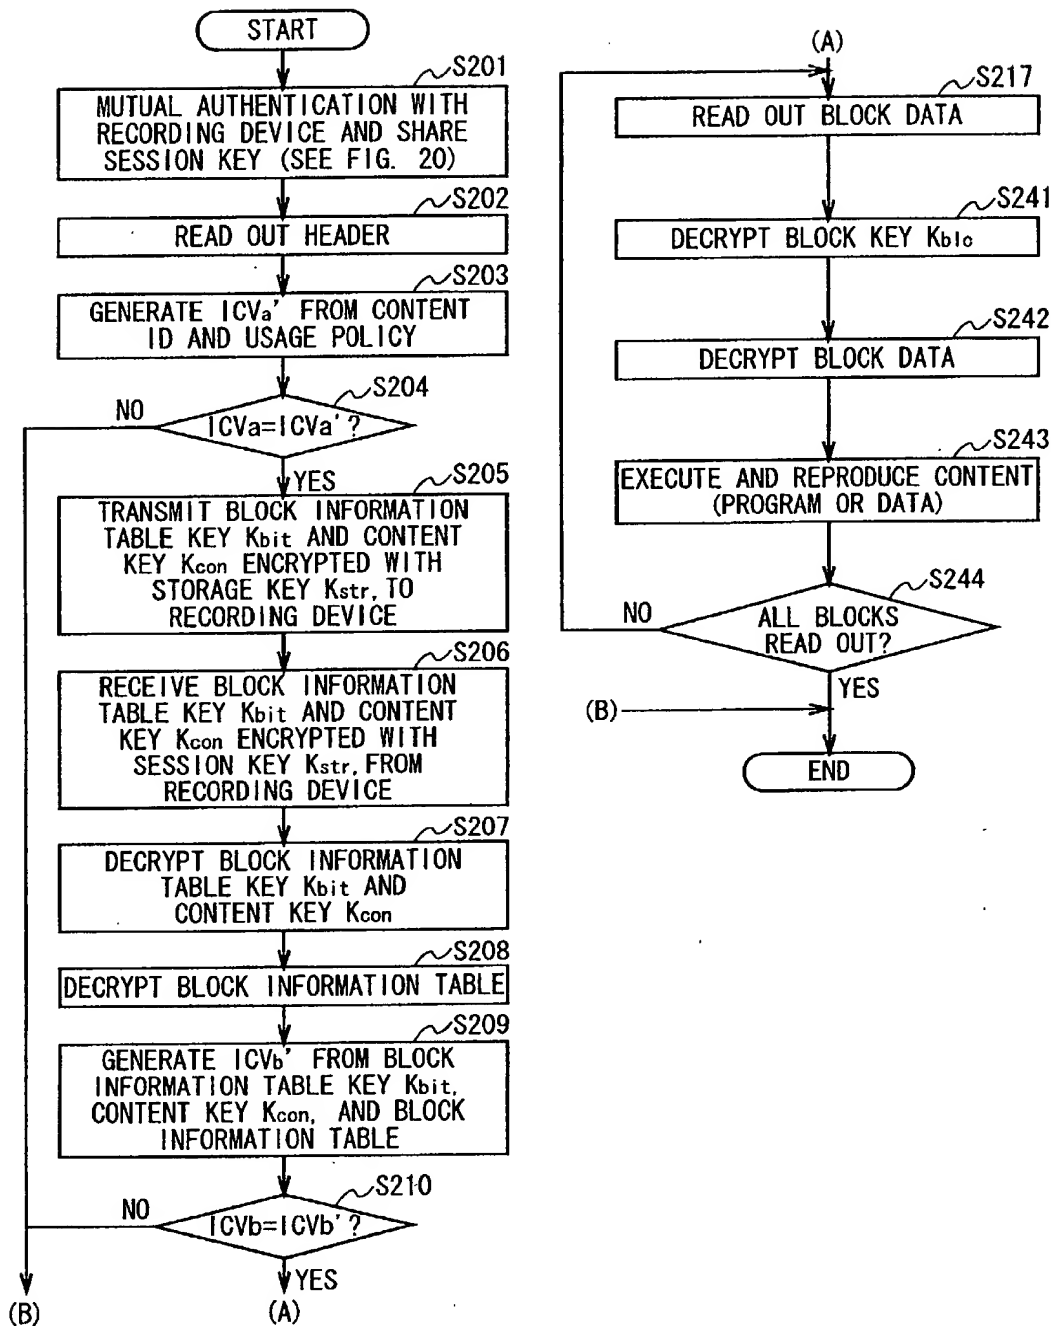 START
S201
MUTUAL AUTHENTICATION WITH
RECORDING DEVICE AND SHARE
SESSION KEY (SEE FIG. 20)
S202
READ OUT HEADER
S203
GENERATE ICVa' FROM CONTENT
ID AND USAGE POLICY
S204
NO
ICVa=ICVa'?
YES
S205
TRANSMIT BLOCK INFORMATION
TABLE KEY Kbit AND CONTENT
KEY Kcon ENCRYPTED WITH
STORAGE KEY Kstr, TO
RECORDING DEVICE
S206
RECEIVE BLOCK INFORMATION
TABLE KEY Kbit AND CONTENT
KEY Kcon ENCRYPTED WITH
SESSION KEY Kstr, FROM
RECORDING DEVICE
S207
DECRYPT BLOCK INFORMATION
TABLE KEY Kbit AND
CONTENT KEY Kcon
S208
DECRYPT BLOCK INFORMATION TABLE
S209
GENERATE ICVb' FROM BLOCK
INFORMATION TABLE KEY Kbit,
CONTENT KEY Kcon, AND BLOCK
INFORMATION TABLE
S210
NO
ICVb=ICVb'?
YES
(B)
(A)
(A)
S217
READ OUT BLOCK DATA
S241
DECRYPT BLOCK KEY Kblc
S242
DECRYPT BLOCK DATA
S243
EXECUTE AND REPRODUCE CONTENT
(PROGRAM OR DATA)
S244
NO
ALL BLOCKS
READ OUT?
YES
(B)
END